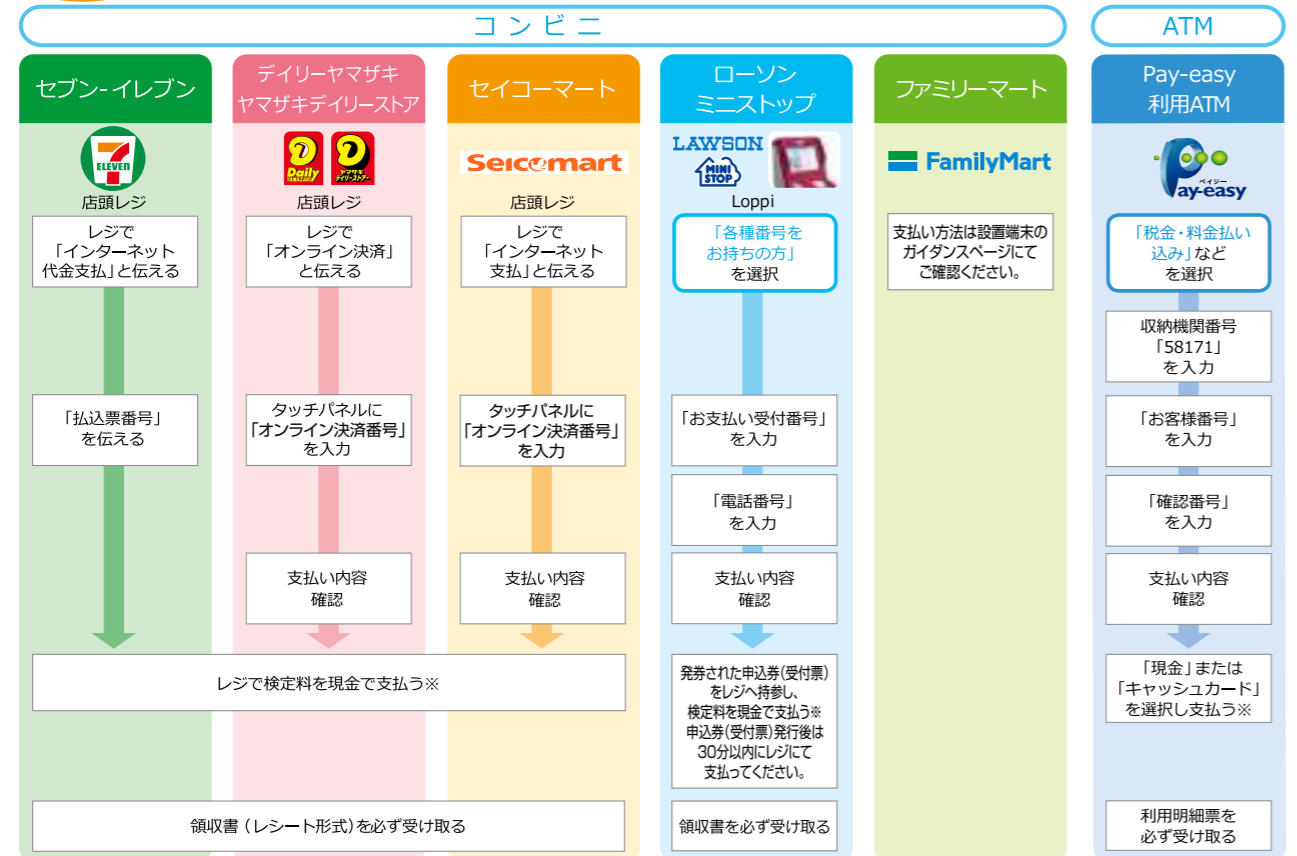 コンビニ
ATM
セブン-イレブン
ELEVEN
店頭レジ
レジで
「インターネット
代金支払」と伝える
「払込票番号」
を伝える
デイリーヤマザキ
ヤマザキデイリーストア
Daily
ヤマザキ
デイリーストアー
店頭レジ
レジで
「オンライン決済」
と伝える
タッチパネルに
「オンライン決済番号」
を入力
支払い内容
確認
セイコーマート
Seicomart
店頭レジ
レジで
「インターネット
支払」と伝える
タッチパネルに
「オンライン決済番号」
を入力
支払い内容
確認
レジで検定料を現金で支払う※
領収書(レシート形式)を必ず受け取る
ローソン
ミニストップ
LAWSON
MINI
STOP
Loppi
「各種番号を
お持ちの方」
を選択
「お支払い受付番号」
を入力
「電話番号」
を入力
支払い内容
確認
発券された申込券(受付票)
をレジへ持参し、
検定料を現金で支払う※
申込券(受付票)発行後は
30分以内にレジにて
支払ってください。
領収書を必ず受け取る
ファミリーマート
FamilyMart
支払い方法は設置端末の
ガイダンスページにて
ご確認ください。
Pay-easy
利用ATM
ペイジー
Pay-easy
「税金・料金払い
込み」など
を選択
収納機関番号
「58171」
を入力
「お客様番号」
を入力
「確認番号」
を入力
支払い内容
確認
「現金」または
「キャッシュカード」
を選択し支払う※
利用明細票を
必ず受け取る